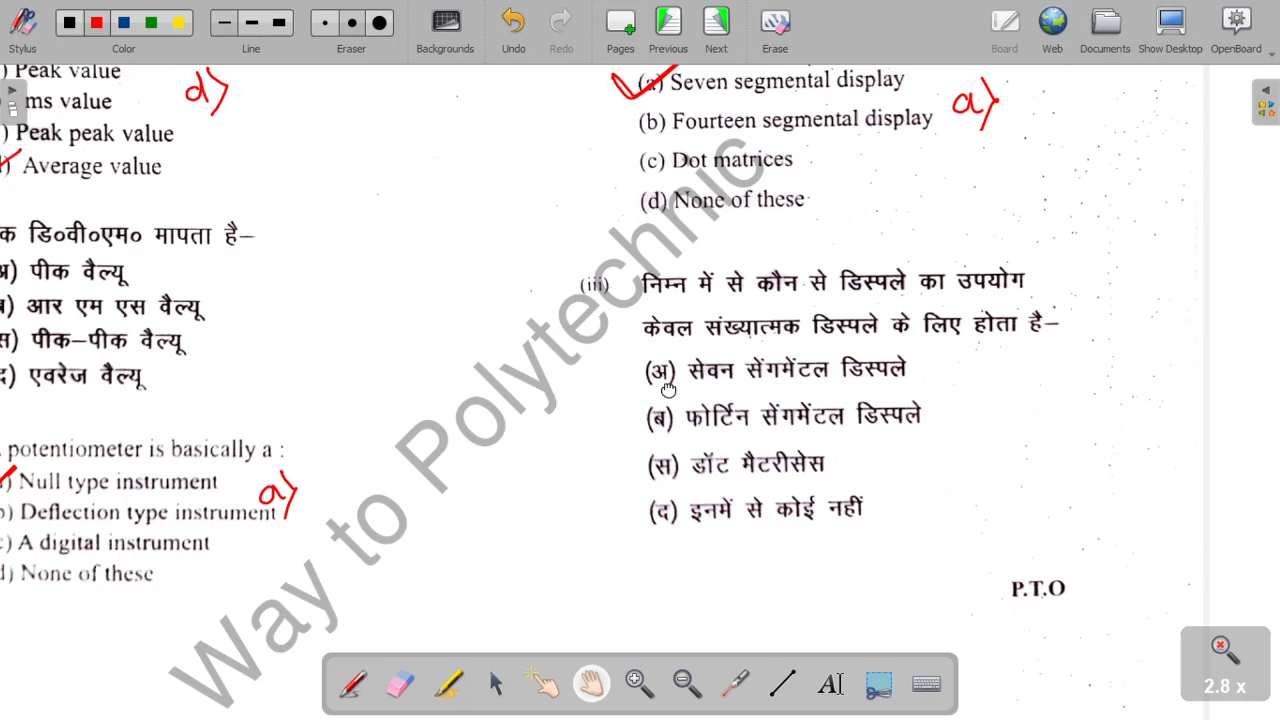 Stylus
Color
Line
Eraser
Backgrounds
Undo
Redo
Pages
Previous
Next
Erase
Board
Web
Documents
Show Desktop
OpenBoard
) Peak value
ms value
) Peak peak value
) Average value
d)
क डि०वी०एम० मापता है–
अ) पीक वैल्यू
ब) आर एम एस वैल्यू
स) पीक-पीक वैल्यू
द) एवरेज वैल्यू
potentiometer is basically a :
) Null type instrument
a)
) Deflection type instrument
) A digital instrument
d) None of these
(a) Seven segmental display
a)
(b) Fourteen segmental display
(c) Dot matrices
(d) None of these
(iii) निम्न में से कौन से डिस्पले का उपयोग
केवल संख्यात्मक डिस्पले के लिए होता है–
(अ) सेवन सेंगमेंटल डिस्पले
(ब) फोर्टिन सेंगमेंटल डिस्पले
(स) डॉट मैटरीसेस
(द) इनमें से कोई नहीं
P.T.O
Way to Polytechnic
2.8 x